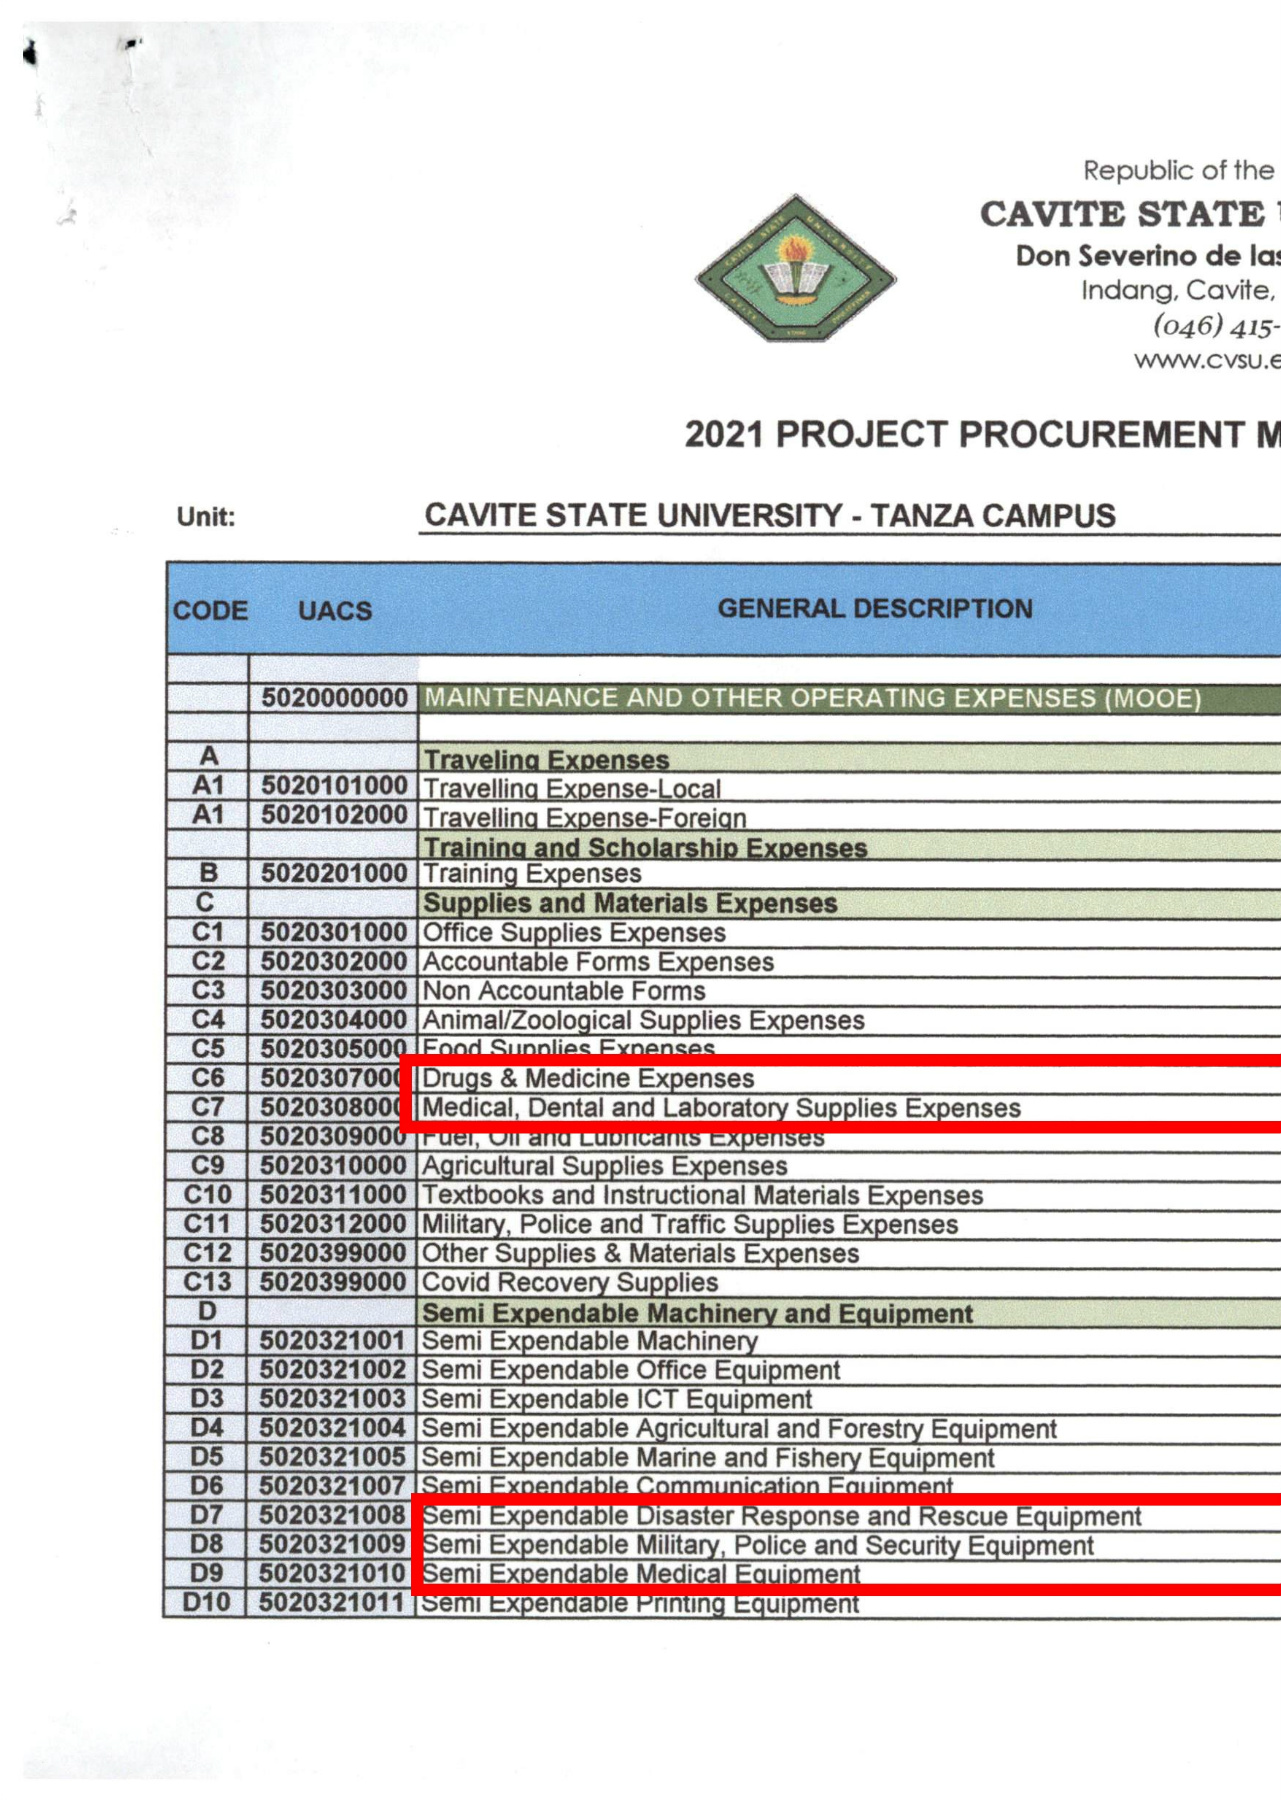 Republic of the
CAVITE STATE
Don Severino de las
Indang, Cavite,
(046) 415-
www.cvsu.e
2021 PROJECT PROCUREMENT M
Unit: CAVITE STATE UNIVERSITY - TANZA CAMPUS
CODE UACS GENERAL DESCRIPTION
5020000000 MAINTENANCE AND OTHER OPERATING EXPENSES (MOOE)
A Traveling Expenses
A1 5020101000 Travelling Expense-Local
A1 5020102000 Travelling Expense-Foreign
Training and Scholarship Expenses
B 5020201000 Training Expenses
C Supplies and Materials Expenses
C1 5020301000 Office Supplies Expenses
C2 5020302000 Accountable Forms Expenses
C3 5020303000 Non Accountable Forms
C4 5020304000 Animal/Zoological Supplies Expenses
C5 5020305000 Food Supplies Expenses
C6 5020307000 Drugs & Medicine Expenses
C7 5020308000 Medical, Dental and Laboratory Supplies Expenses
C8 5020309000 Fuel, Oil and Lubricants Expenses
C9 5020310000 Agricultural Supplies Expenses
C10 5020311000 Textbooks and Instructional Materials Expenses
C11 5020312000 Military, Police and Traffic Supplies Expenses
C12 5020399000 Other Supplies & Materials Expenses
C13 5020399000 Covid Recovery Supplies
D Semi Expendable Machinery and Equipment
D1 5020321001 Semi Expendable Machinery
D2 5020321002 Semi Expendable Office Equipment
D3 5020321003 Semi Expendable ICT Equipment
D4 5020321004 Semi Expendable Agricultural and Forestry Equipment
D5 5020321005 Semi Expendable Marine and Fishery Equipment
D6 5020321007 Semi Expendable Communication Equipment
D7 5020321008 Semi Expendable Disaster Response and Rescue Equipment
D8 5020321009 Semi Expendable Military, Police and Security Equipment
D9 5020321010 Semi Expendable Medical Equipment
D10 5020321011 Semi Expendable Printing Equipment